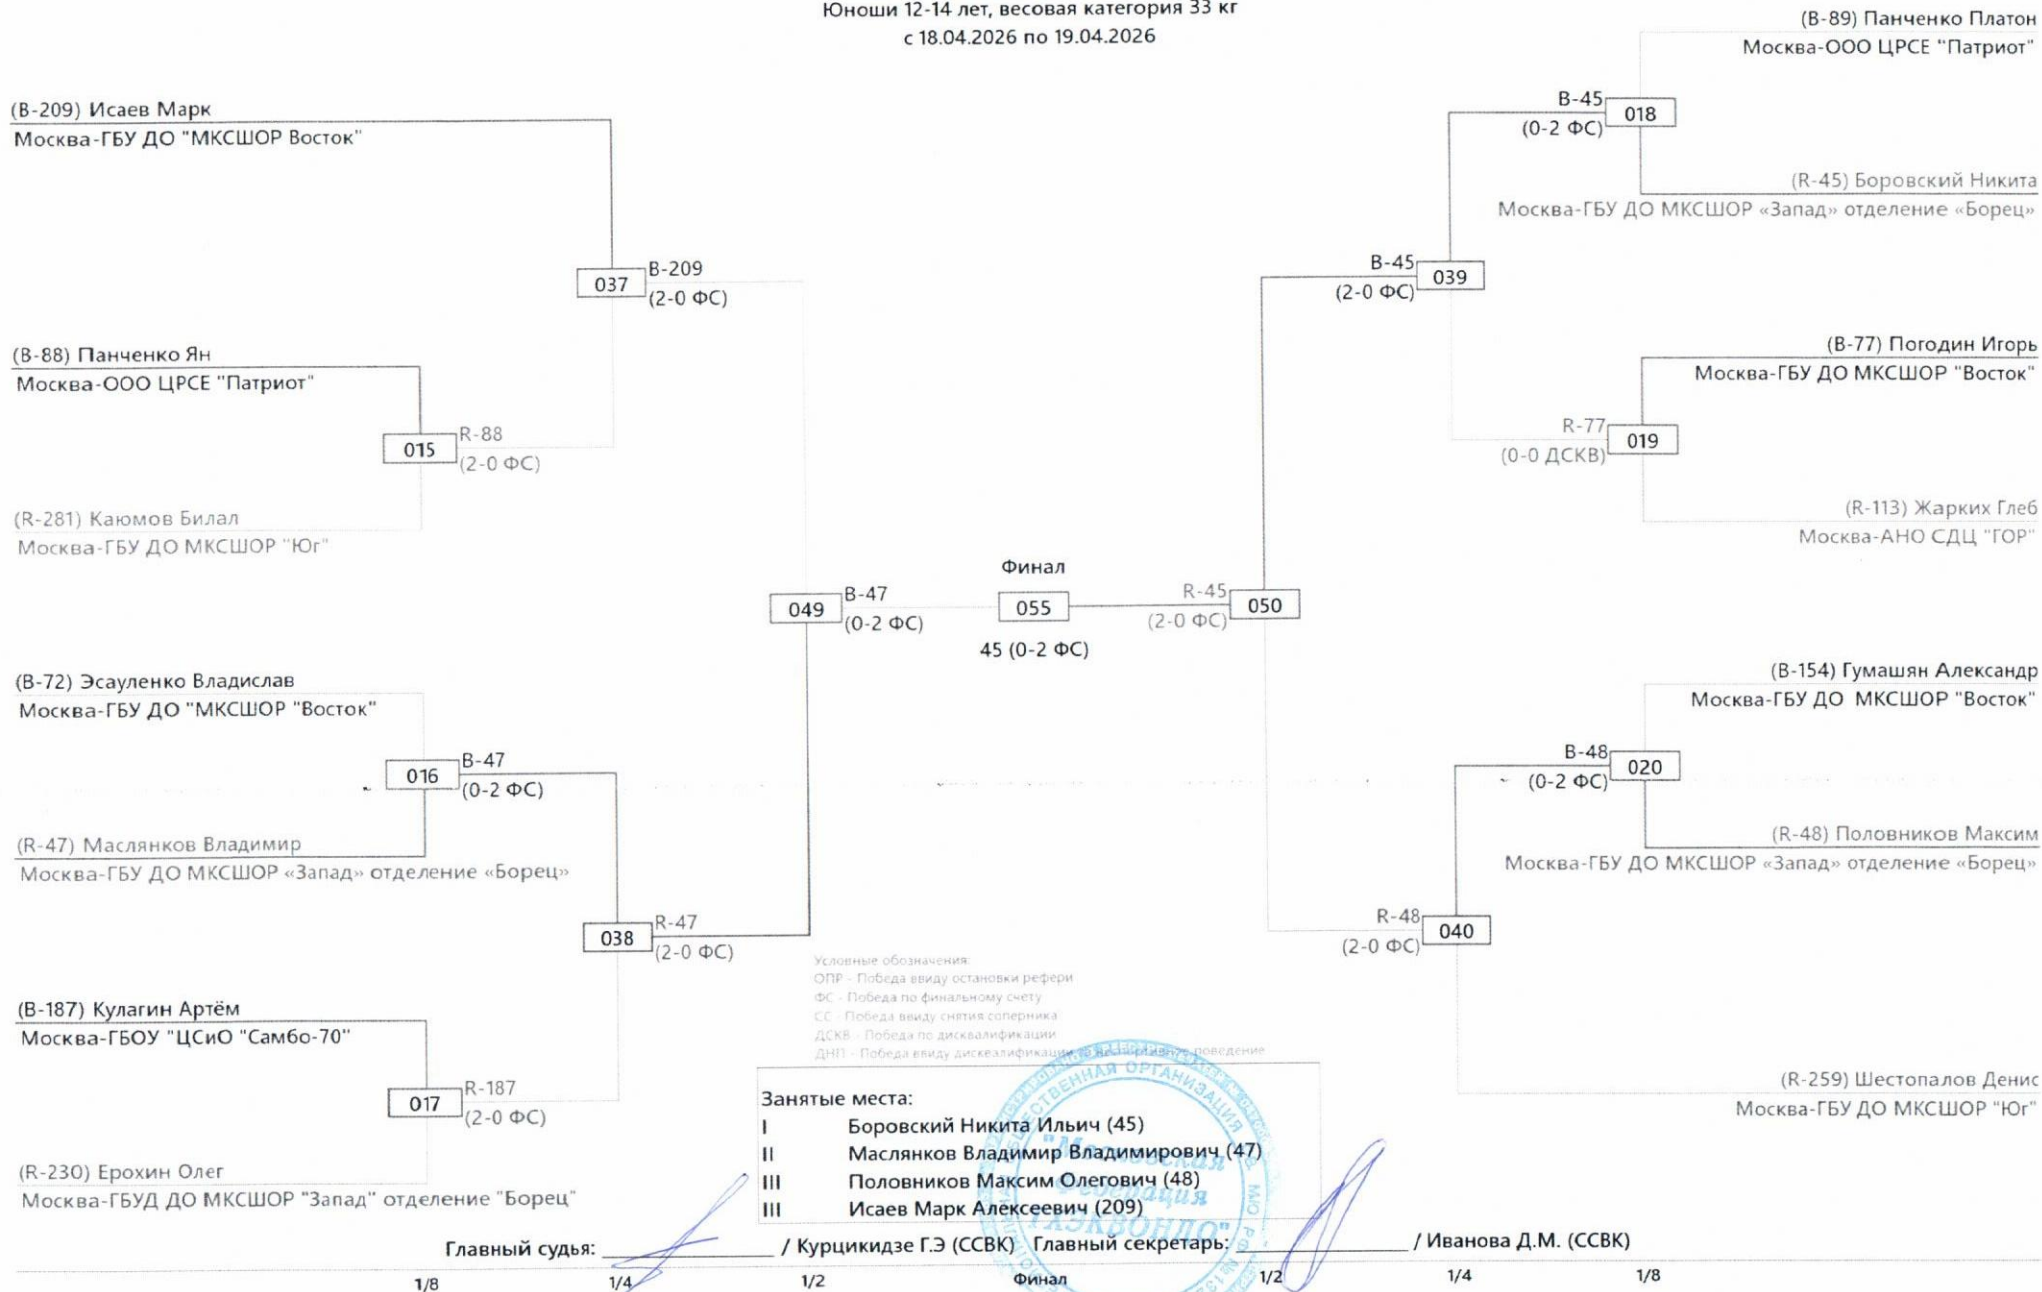 Юноши 12-14 лет, весовая категория 33 кг
с 18.04.2026 по 19.04.2026
(B-209) Исаев Марк
Москва-ГБУ ДО "МКСШОР Восток"
037
B-209
(2-0 ФС)
(B-88) Панченко Ян
Москва-ООО ЦРСЕ "Патриот"
015
R-88
(2-0 ФС)
(R-281) Каюмов Билал
Москва-ГБУ ДО МКСШОР "Юг"
049
B-47
(0-2 ФС)
(B-72) Эсауленко Владислав
Москва-ГБУ ДО "МКСШОР "Восток"
016
B-47
(0-2 ФС)
(R-47) Маслянков Владимир
Москва-ГБУ ДО МКСШОР «Запад» отделение «Борец»
038
R-47
(2-0 ФС)
(B-187) Кулагин Артём
Москва-ГБОУ "ЦСиО "Самбо-70"
017
R-187
(2-0 ФС)
(R-230) Ерохин Олег
Москва-ГБУД ДО МКСШОР "Запад" отделение "Борец"
Финал
055
45 (0-2 ФС)
(B-89) Панченко Платон
Москва-ООО ЦРСЕ "Патриот"
B-45
(0-2 ФС)
018
(R-45) Боровский Никита
Москва-ГБУ ДО МКСШОР «Запад» отделение «Борец»
B-45
(2-0 ФС)
039
(B-77) Погодин Игорь
Москва-ГБУ ДО МКСШОР "Восток"
R-77
(0-0 ДСКВ)
019
(R-113) Жарких Глеб
Москва-АНО СДЦ "ГОР"
R-45
(2-0 ФС)
050
(B-154) Гумашян Александр
Москва-ГБУ ДО МКСШОР "Восток"
B-48
(0-2 ФС)
020
(R-48) Половников Максим
Москва-ГБУ ДО МКСШОР «Запад» отделение «Борец»
R-48
(2-0 ФС)
040
(R-259) Шестопалов Денис
Москва-ГБУ ДО МКСШОР "Юг"
Условные обозначения:
ОПР - Победа ввиду остановки рефери
ФС - Победа по финальному счету
СС - Победа ввиду снятия соперника
ДСКВ - Победа по дисквалификации
ДНП - Победа ввиду дисквалификации за неспортивное поведение
Занятые места:
I Боровский Никита Ильич (45)
II Маслянков Владимир Владимирович (47)
III Половников Максим Олегович (48)
III Исаев Марк Алексеевич (209)
ОБЩЕСТВЕННАЯ ОРГАНИЗАЦИЯ
"Московская
Федерация
ТХЭКВОНДО"
Главный судья: / Курцикидзе Г.Э (ССВК) Главный секретарь: / Иванова Д.М. (ССВК)
1/8 1/4 1/2 Финал 1/2 1/4 1/8